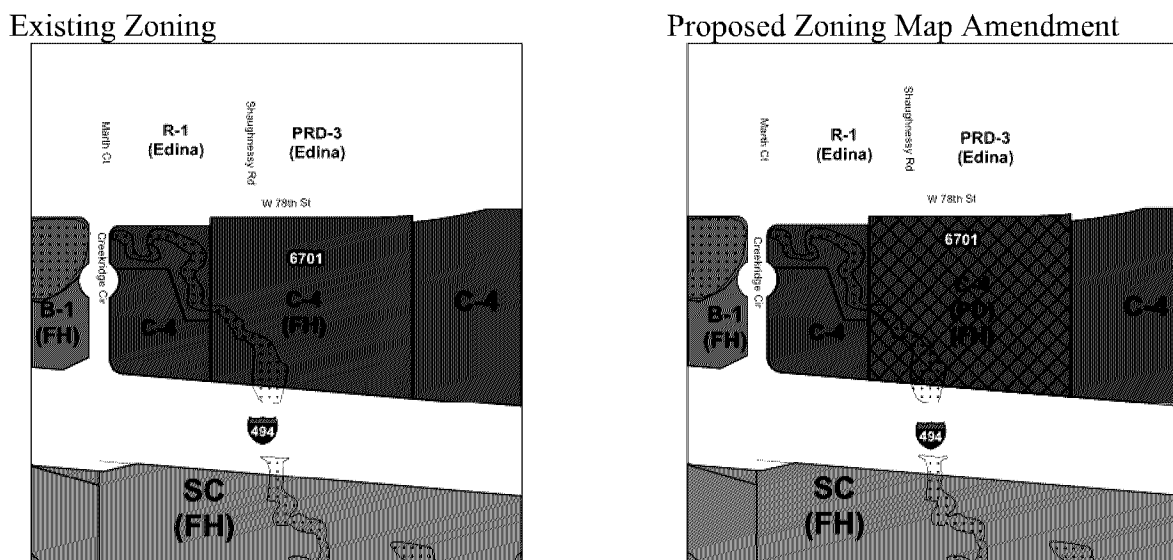 Existing Zoning
Proposed Zoning Map Amendment
Marth Ct
R-1
(Edina)
Shaughnessy Rd
PRD-3
(Edina)
W 78th St
Creekridge Cir
6701
B-1
(FH)
C-4
C-4
(FH)
C-4
494
SC
(FH)
Marth Ct
R-1
(Edina)
Shaughnessy Rd
PRD-3
(Edina)
W 78th St
Creekridge Cir
6701
B-1
(FH)
C-4
C-4
(PD)
(FH)
C-4
494
SC
(FH)